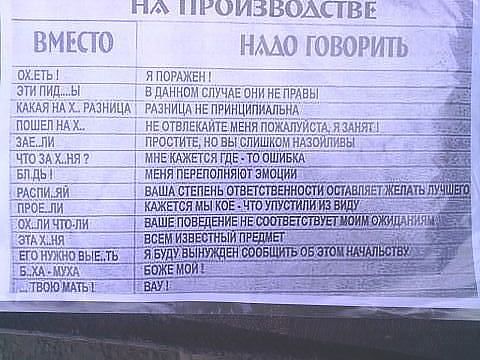 НА ПРОИЗВОДСТВЕ
ВМЕСТО НАДО ГОВОРИТЬ
ОХ.ЕТЬ ! Я ПОРАЖЕН !
ЭТИ ПИД....Ы В ДАННОМ СЛУЧАЕ ОНИ НЕ ПРАВЫ
КАКАЯ НА Х.. РАЗНИЦА РАЗНИЦА НЕ ПРИНЦИПИАЛЬНА
ПОШЕЛ НА Х.. НЕ ОТВЛЕКАЙТЕ МЕНЯ ПОЖАЛУЙСТА, Я ЗАНЯТ !
ЗАЕ..ЛИ ПРОСТИТЕ, НО ВЫ СЛИШКОМ НАЗОЙЛИВЫ
ЧТО ЗА Х..НЯ ? МНЕ КАЖЕТСЯ ГДЕ - ТО ОШИБКА
БЛ.ДЬ ! МЕНЯ ПЕРЕПОЛНЯЮТ ЭМОЦИИ
РАСПИ..ЯЙ ВАША СТЕПЕНЬ ОТВЕТСТВЕННОСТИ ОСТАВЛЯЕТ ЖЕЛАТЬ ЛУЧШЕГО
ПРОЕ..ЛИ КАЖЕТСЯ МЫ КОЕ - ЧТО УПУСТИЛИ ИЗ ВИДУ
ОХ..ЛИ ЧТО-ЛИ ВАШЕ ПОВЕДЕНИЕ НЕ СООТВЕТСТВУЕТ МОИМ ОЖИДАНИЯМ
ЭТА Х..НЯ ВСЕМ ИЗВЕСТНЫЙ ПРЕДМЕТ
ЕГО НУЖНО ВЫЕ..ТЬ Я БУДУ ВЫНУЖДЕН СООБЩИТЬ ОБ ЭТОМ НАЧАЛЬСТВУ
Б..ХА - МУХА БОЖЕ МОЙ !
... ТВОЮ МАТЬ ! ВАУ !